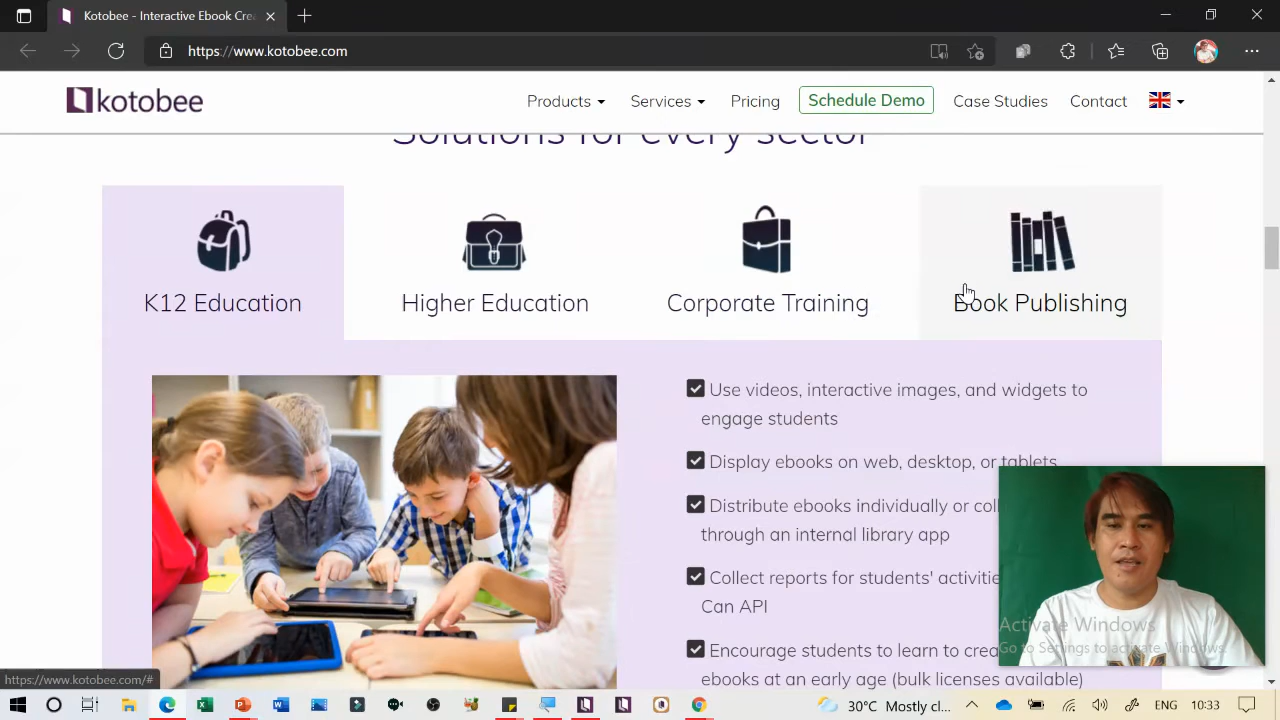 Kotobee - Interactive Ebook Cre
https://www.kotobee.com
kotobee
Products
Services
Pricing
Schedule Demo
Case Studies
Contact
Solutions for every sector
K12 Education
Higher Education
Corporate Training
Book Publishing
Use videos, interactive images, and widgets to
engage students
Display ebooks on web, desktop, or tablets
Distribute ebooks individually or coll
through an internal library app
Collect reports for students' activitie
Can API
Encourage students to learn to crea
ebooks at an early age (bulk licenses available)
Activate Windows
Go to Settings to activate Windows.
https://www.kotobee.com/#
30°C Mostly cl...
ENG
10:33